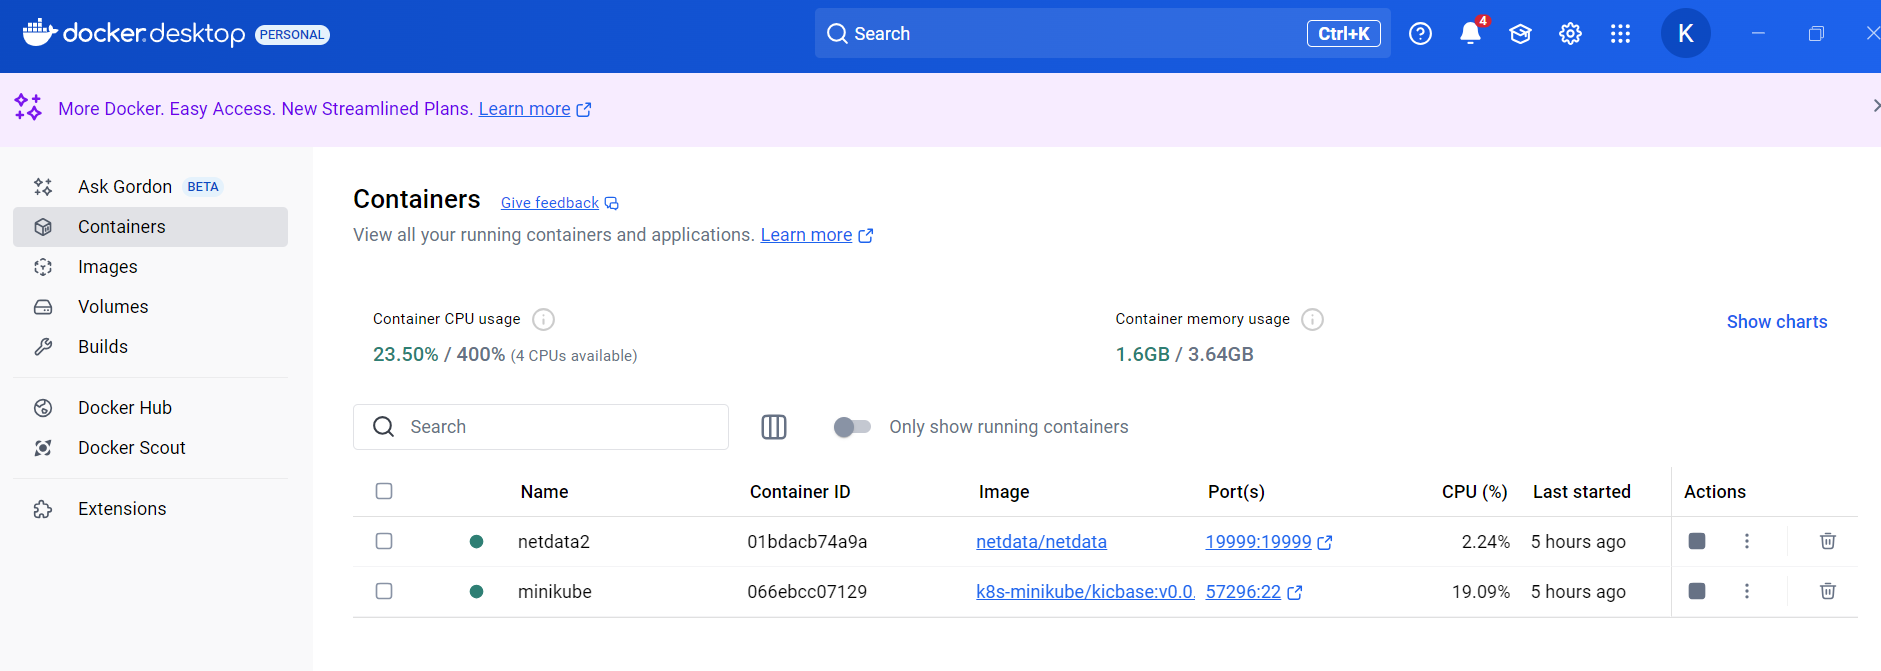 docker.desktop PERSONAL
Search Ctrl+K 4 K
More Docker. Easy Access. New Streamlined Plans. Learn more
Ask Gordon BETA
Containers
Images
Volumes
Builds
Docker Hub
Docker Scout
Extensions
Containers Give feedback
View all your running containers and applications. Learn more
Container CPU usage
23.50% / 400% (4 CPUs available)
Container memory usage
1.6GB / 3.64GB
Show charts
Search
Only show running containers
Name Container ID Image Port(s) CPU (%) Last started Actions
netdata2 01bdacb74a9a netdata/netdata 19999:19999 2.24% 5 hours ago
minikube 066ebcc07129 k8s-minikube/kicbase:v0.0. 57296:22 19.09% 5 hours ago